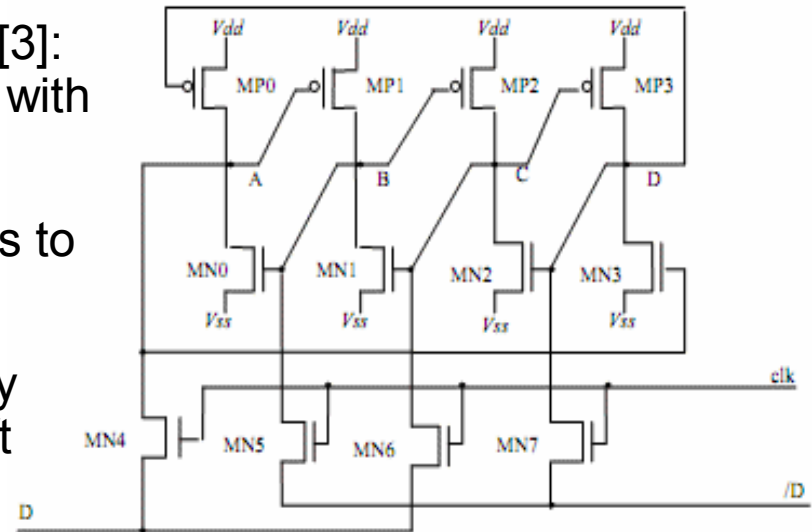 [3]:
with
s to
y
t
Vdd Vdd Vdd Vdd
MP0 MP1 MP2 MP3
A B C D
MN0 MN1 MN2 MN3
Vss Vss Vss Vss
clk
MN4 MN5 MN6 MN7
/D
D